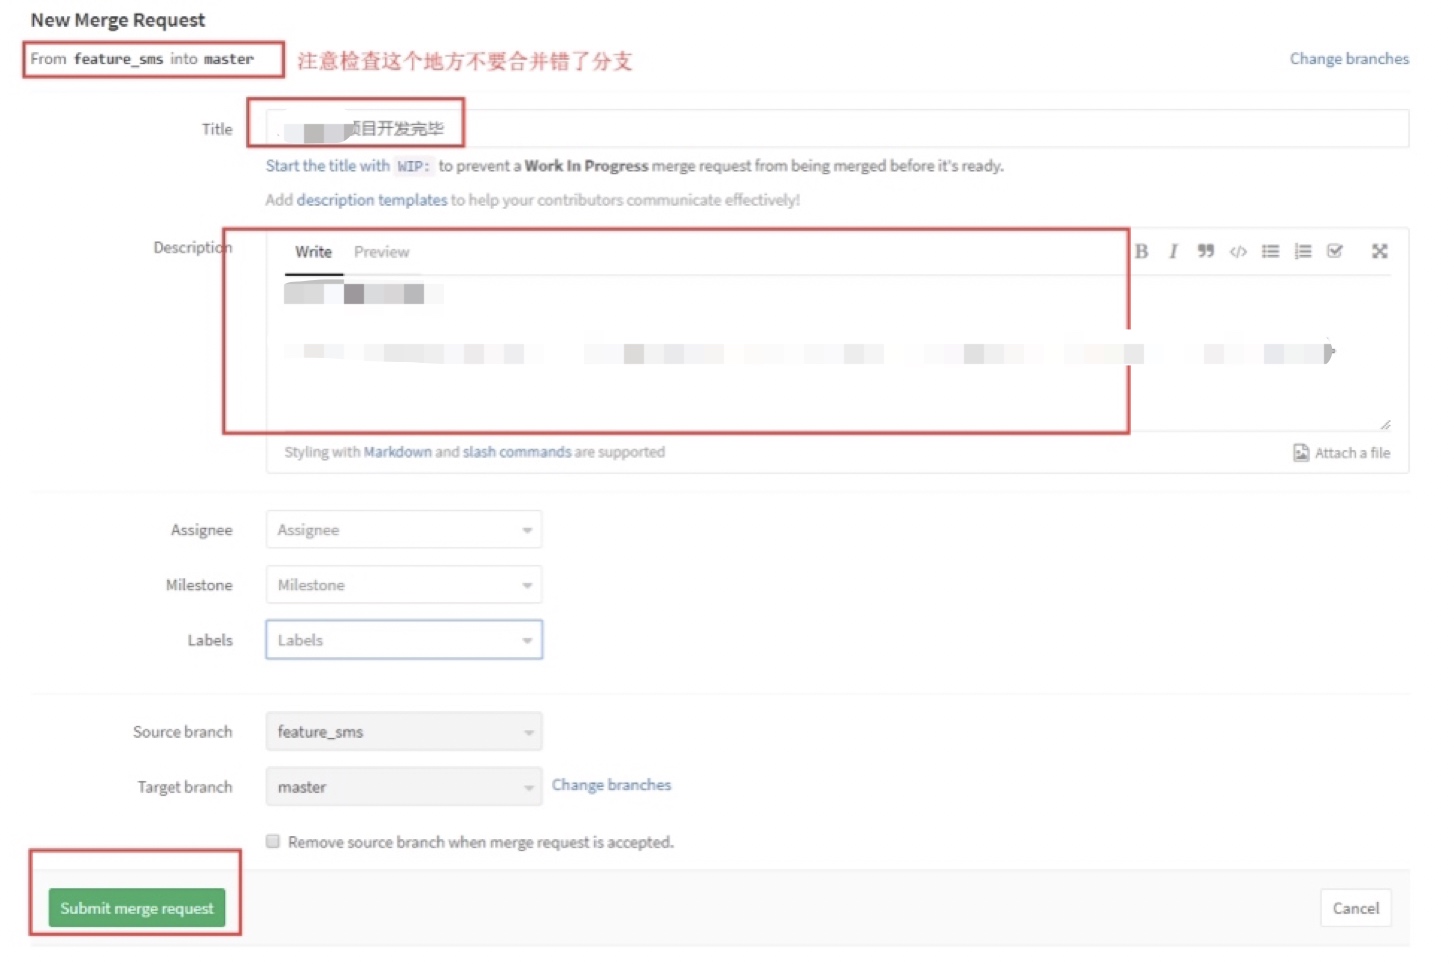 New Merge Request
From feature_sms into master
注意检查这个地方不要合并错了分支
Change branches
Title
项目开发完毕
Start the title with WIP: to prevent a Work In Progress merge request from being merged before it's ready.
Add description templates to help your contributors communicate effectively!
Description
Write Preview
Styling with Markdown and slash commands are supported
Attach a file
Assignee
Assignee
Milestone
Milestone
Labels
Labels
Source branch
feature_sms
Target branch
master
Change branches
Remove source branch when merge request is accepted.
Submit merge request
Cancel